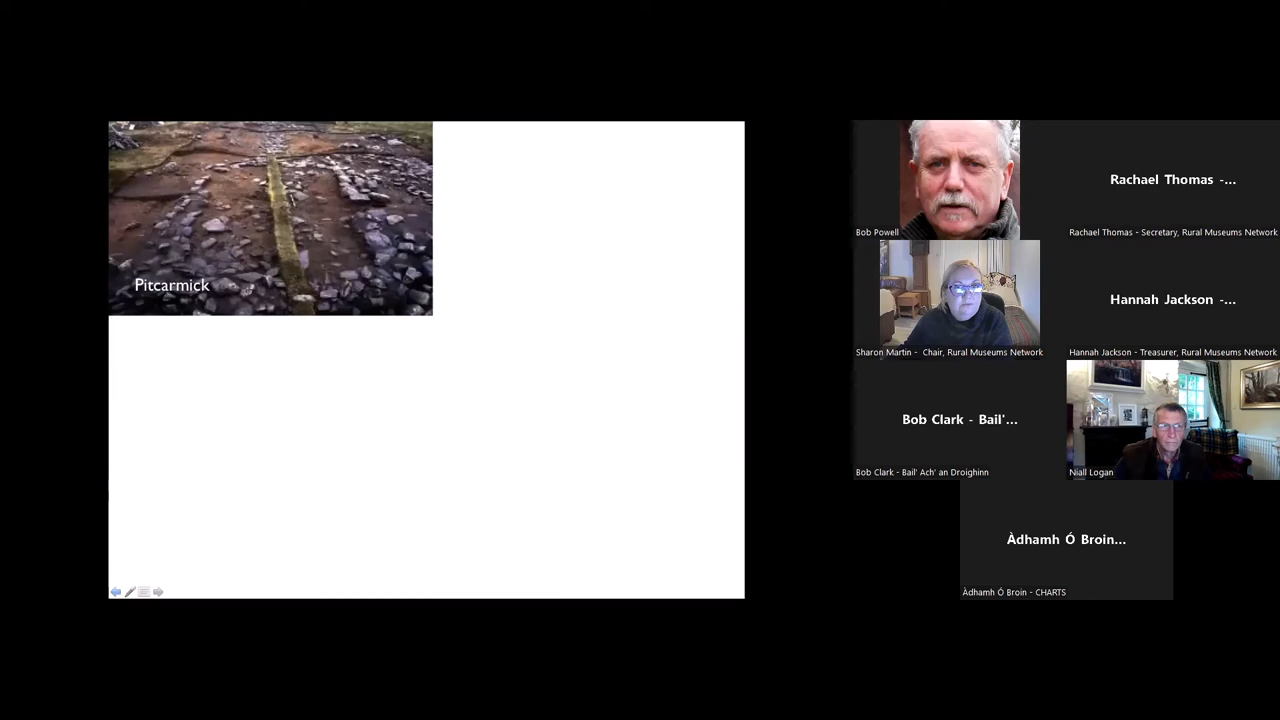 Pitcarmick
Bob Powell
Rachael Thomas -...
Rachael Thomas - Secretary, Rural Museums Network
Sharon Martin - Chair, Rural Museums Network
Hannah Jackson -...
Hannah Jackson - Treasurer, Rural Museums Network
Bob Clark - Bail'...
Bob Clark - Bail' Ach' an Droighinn
Niall Logan
Àdhamh Ó Broin...
Àdhamh Ó Broin - CHARTS